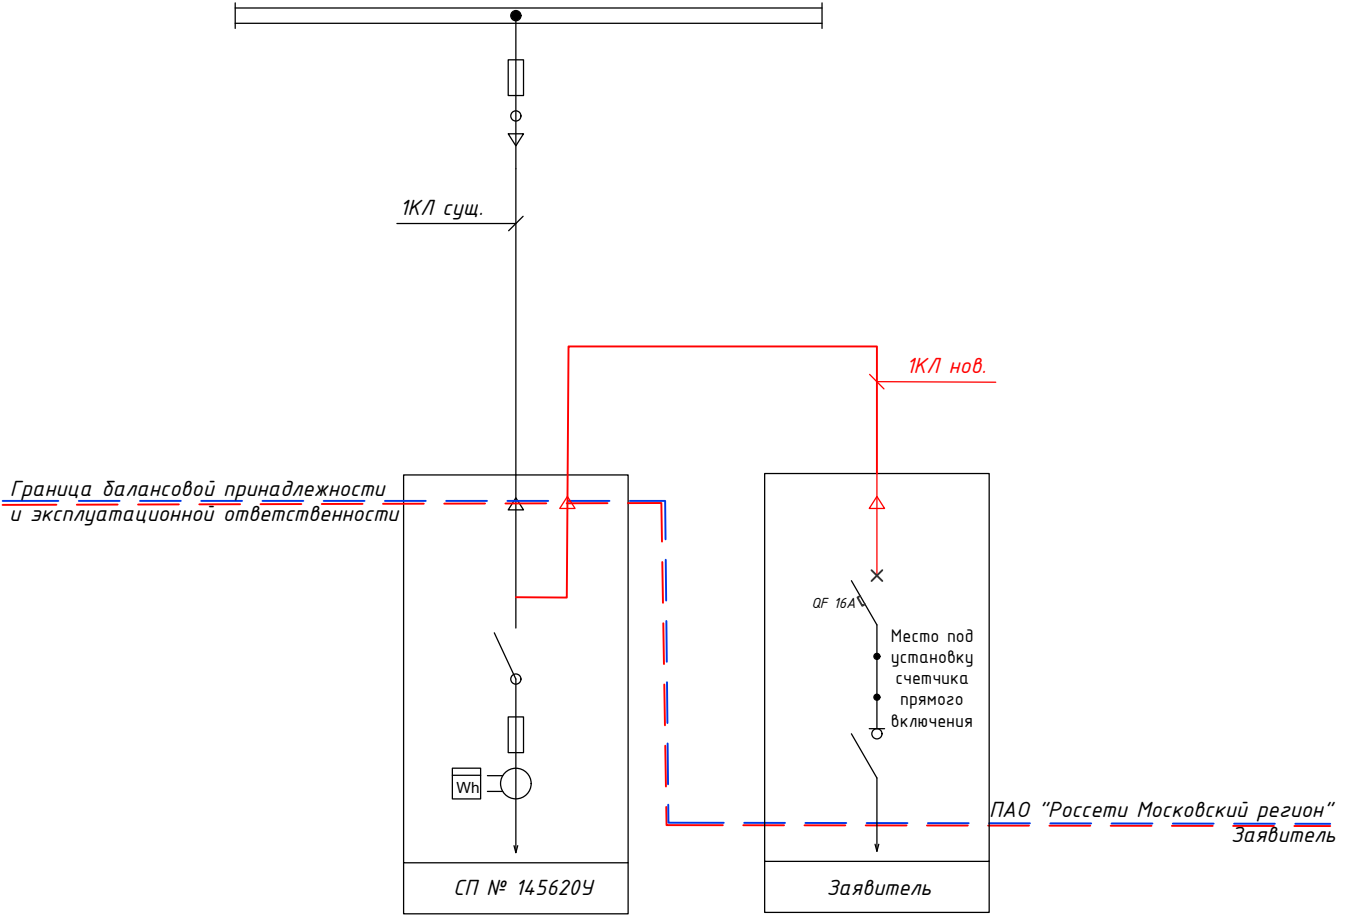 1КЛ сущ.
1КЛ нов.
Граница балансовой принадлежности
и эксплуатационной ответственности
QF 16А
Место под
установку
счетчика
прямого
включения
Wh
ПАО "Россети Московский регион"
Заявитель
СП № 145620У
Заявитель